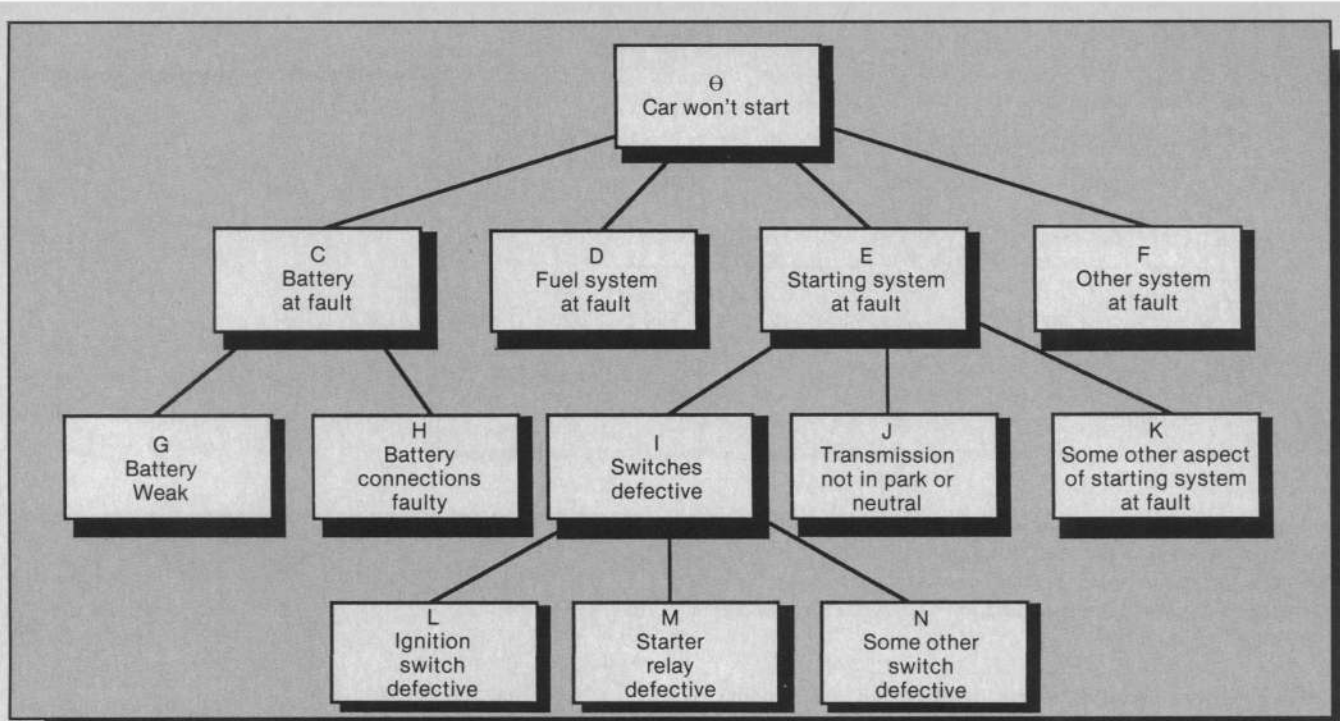 Θ
Car won't start
C
Battery
at fault
D
Fuel system
at fault
E
Starting system
at fault
F
Other system
at fault
G
Battery
Weak
H
Battery
connections
faulty
I
Switches
defective
J
Transmission
not in park or
neutral
K
Some other aspect
of starting system
at fault
L
Ignition
switch
defective
M
Starter
relay
defective
N
Some other
switch
defective